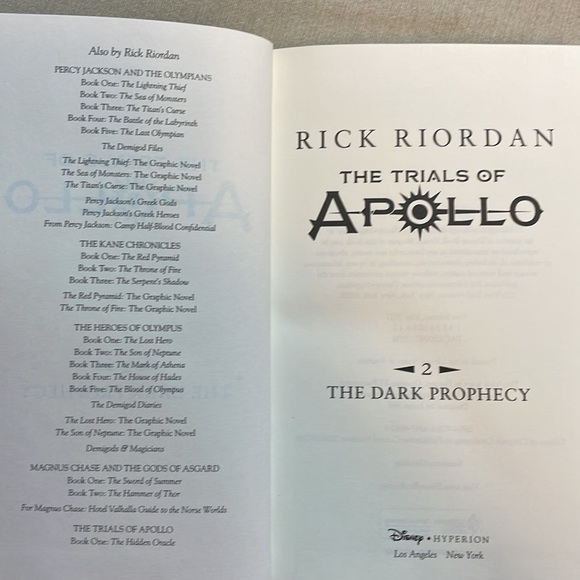 Also by Rick Riordan
PERCY JACKSON AND THE OLYMPIANS
Book One: The Lightning Thief
Book Two: The Sea of Monsters
Book Three: The Titan's Curse
Book Four: The Battle of the Labyrinth
Book Five: The Last Olympian
The Demigod Files
The Lightning Thief: The Graphic Novel
The Sea of Monsters: The Graphic Novel
The Titan's Curse: The Graphic Novel
Percy Jackson's Greek Gods
Percy Jackson's Greek Heroes
From Percy Jackson: Camp Half-Blood Confidential
THE KANE CHRONICLES
Book One: The Red Pyramid
Book Two: The Throne of Fire
Book Three: The Serpent's Shadow
The Red Pyramid: The Graphic Novel
The Throne of Fire: The Graphic Novel
THE HEROES OF OLYMPUS
Book One: The Lost Hero
Book Two: The Son of Neptune
Book Three: The Mark of Athena
Book Four: The House of Hades
Book Five: The Blood of Olympus
The Demigod Diaries
The Lost Hero: The Graphic Novel
The Son of Neptune: The Graphic Novel
Demigods & Magicians
MAGNUS CHASE AND THE GODS OF ASGARD
Book One: The Sword of Summer
Book Two: The Hammer of Thor
For Magnus Chase: Hotel Valhalla Guide to the Norse Worlds
THE TRIALS OF APOLLO
Book One: The Hidden Oracle
RICK RIORDAN
THE TRIALS OF
APOLLO
2
THE DARK PROPHECY
Disney • HYPERION
Los Angeles New York